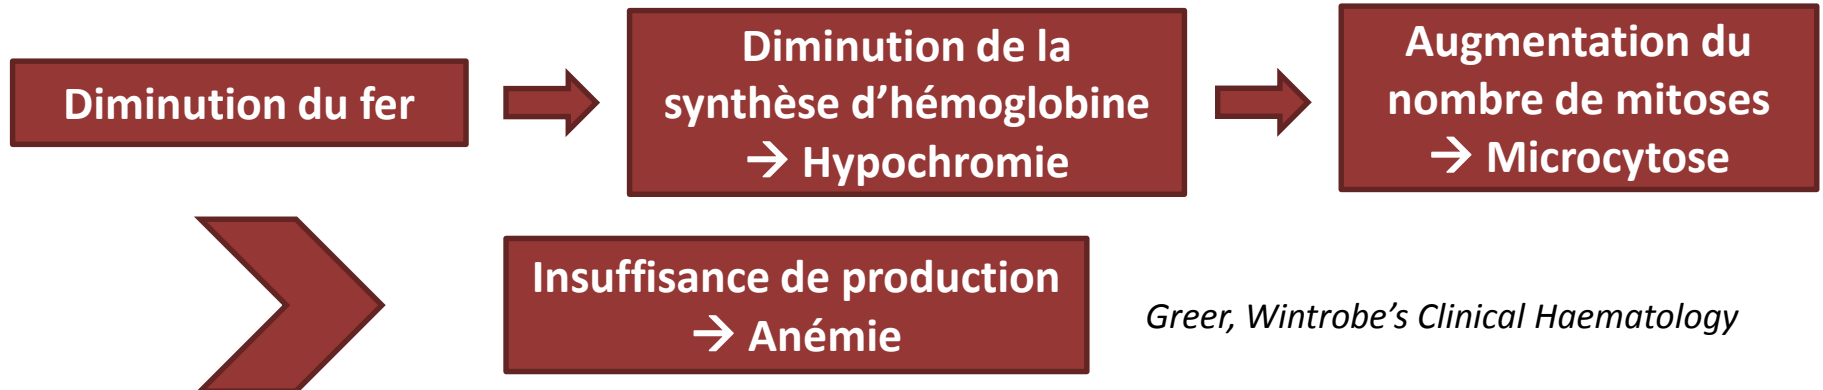 Diminution du fer
Diminution de la
synthèse d’hémoglobine
→ Hypochromie
Augmentation du
nombre de mitoses
→ Microcytose
Insuffisance de production
→ Anémie
Greer, Wintrobe’s Clinical Haematology